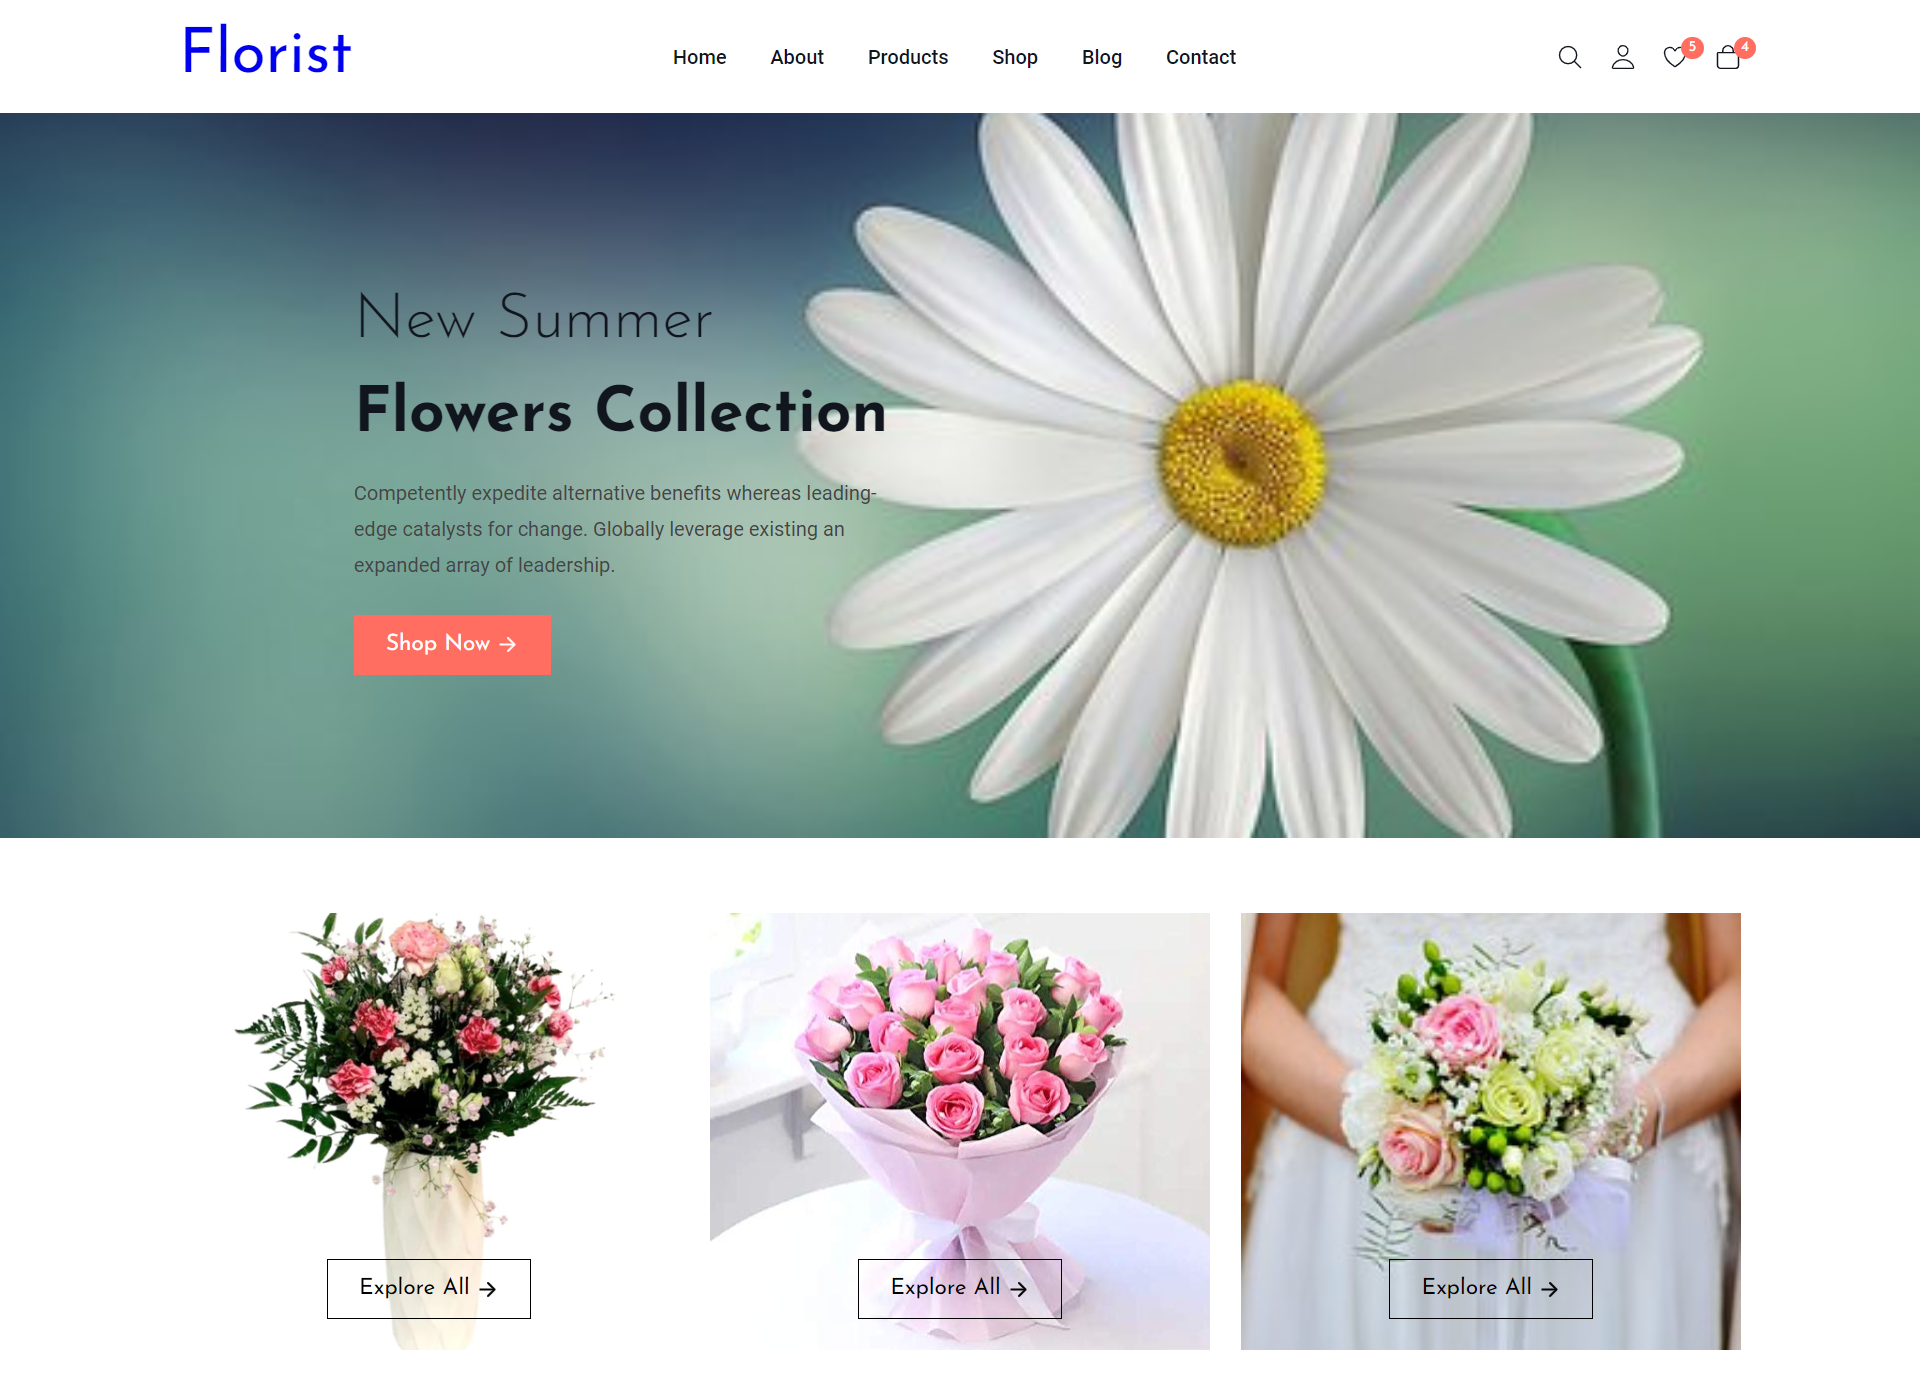 Florist
Home About Products Shop Blog Contact
5 4
New Summer
Flowers Collection
Competently expedite alternative benefits whereas leading-
edge catalysts for change. Globally leverage existing an
expanded array of leadership.
Shop Now →
Explore All → Explore All → Explore All →